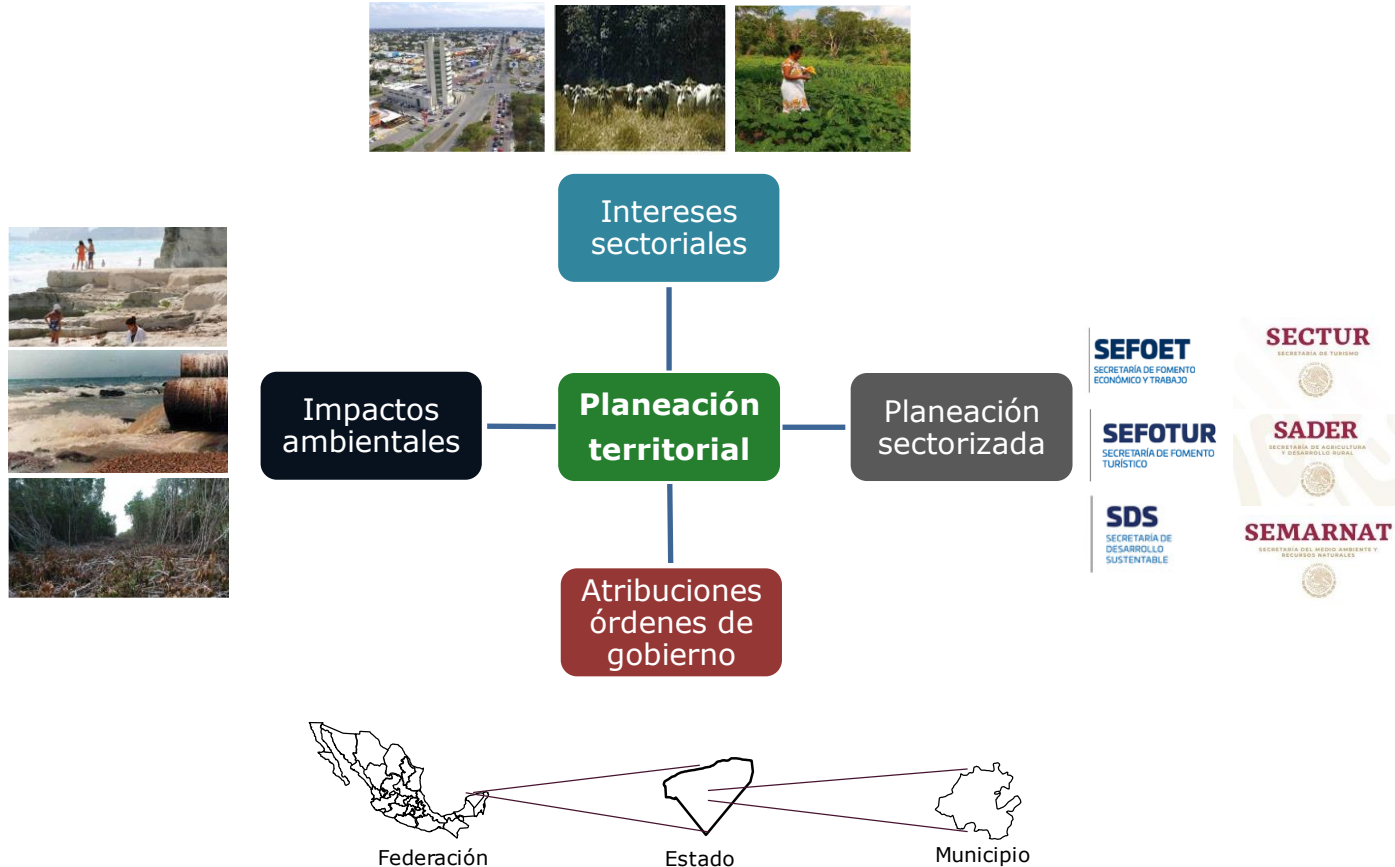 Intereses
sectoriales
Impactos
ambientales
Planeación
territorial
Planeación
sectorizada
Atribuciones
órdenes de
gobierno
SEFOET
SECRETARÍA DE FOMENTO
ECONÓMICO Y TRABAJO
SECTUR
SECRETARÍA DE TURISMO
SEFOTUR
SECRETARÍA DE FOMENTO
TURÍSTICO
SADER
SECRETARÍA DE AGRICULTURA
Y DESARROLLO RURAL
SDS
SECRETARÍA DE
DESARROLLO
SUSTENTABLE
SEMARNAT
SECRETARÍA DEL MEDIO AMBIENTE Y
RECURSOS NATURALES
Federación
Estado
Municipio